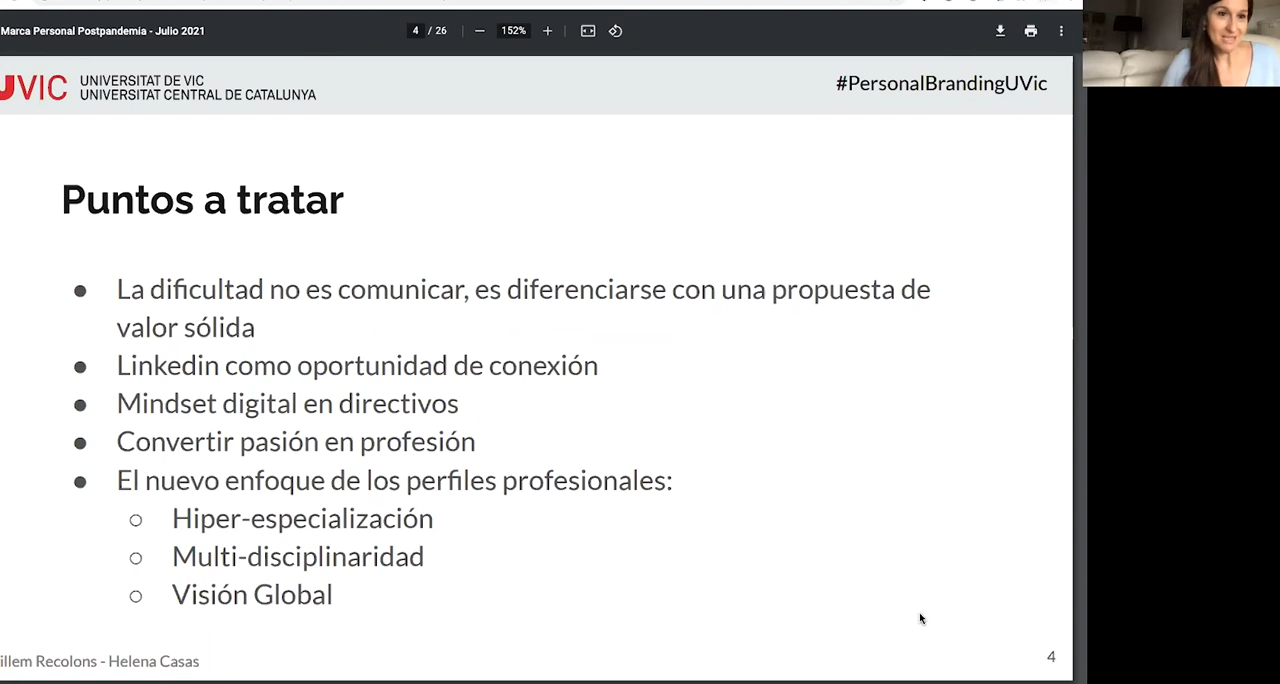 Marca Personal Postpandemia - Julio 2021
4 / 26
152%
UVIC
UNIVERSITAT DE VIC
UNIVERSITAT CENTRAL DE CATALUNYA
#PersonalBrandingUVic
Puntos a tratar
● La dificultad no es comunicar, es diferenciarse con una propuesta de
valor sólida
● Linkedin como oportunidad de conexión
● Mindset digital en directivos
● Convertir pasión en profesión
● El nuevo enfoque de los perfiles profesionales:
○ Hiper-especialización
○ Multi-disciplinaridad
○ Visión Global
illem Recolons - Helena Casas
4